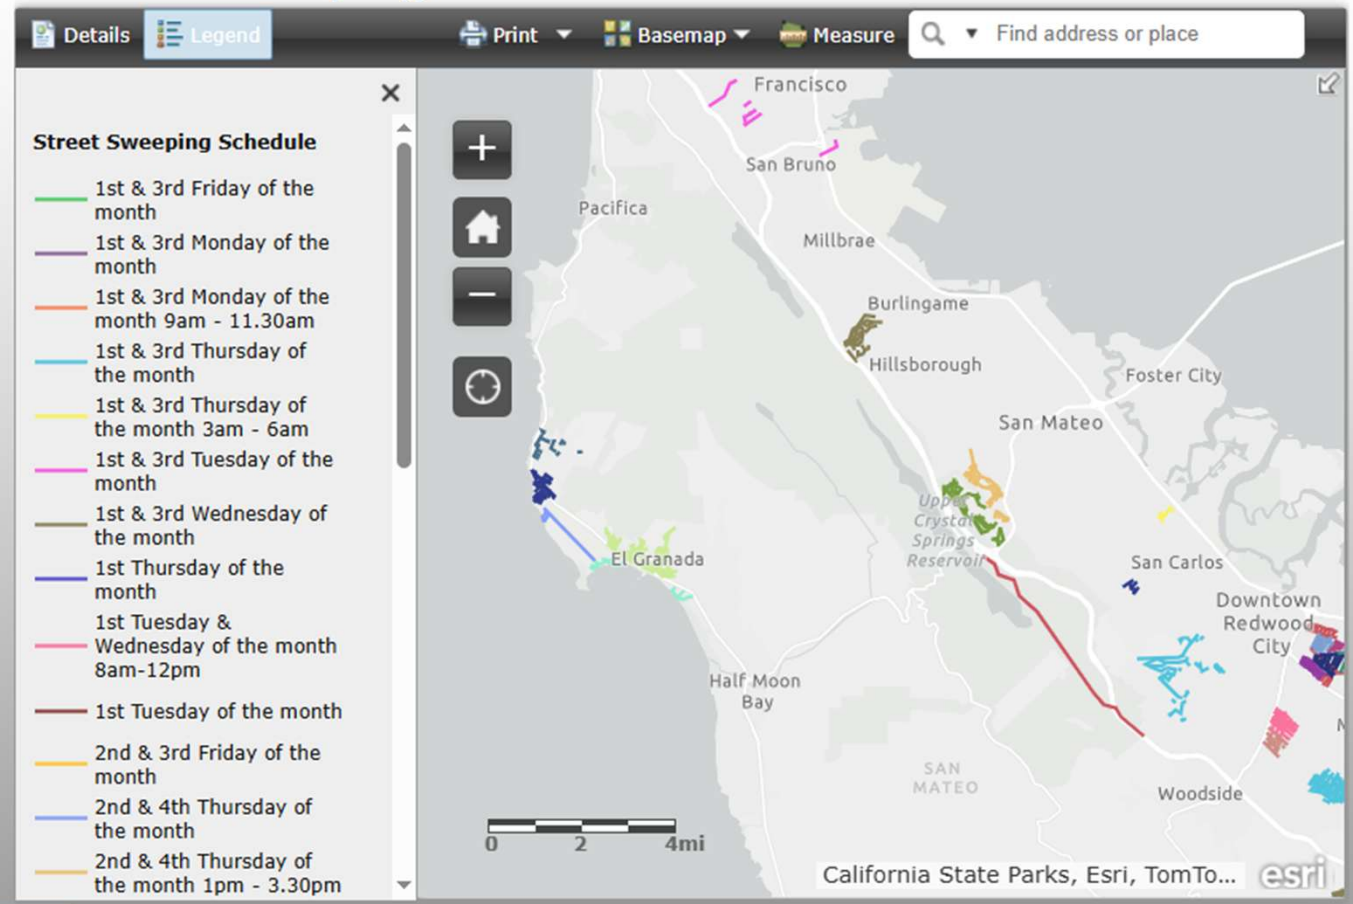 Details
Legend
Print
Basemap
Measure
Find address or place
Street Sweeping Schedule
1st & 3rd Friday of the
month
1st & 3rd Monday of the
month
1st & 3rd Monday of the
month 9am - 11.30am
1st & 3rd Thursday of
the month
1st & 3rd Thursday of
the month 3am - 6am
1st & 3rd Tuesday of the
month
1st & 3rd Wednesday of
the month
1st Thursday of the
month
1st Tuesday &
Wednesday of the month
8am-12pm
1st Tuesday of the month
2nd & 3rd Friday of the
month
2nd & 4th Thursday of
the month
2nd & 4th Thursday of
the month 1pm - 3.30pm
Francisco
San Bruno
Pacifica
Millbrae
Burlingame
Hillsborough
Foster City
San Mateo
Upper
Crystal
Springs
Reservoir
El Granada
San Carlos
Downtown
Redwood
City
Half Moon
Bay
SAN
MATEO
Woodside
0 2 4mi
California State Parks, Esri, TomTo...
esri